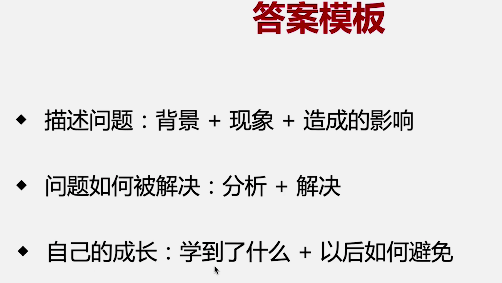 答案模板
描述问题：背景 + 现象 + 造成的影响
问题如何被解决：分析 + 解决
自己的成长：学到了什么 + 以后如何避免